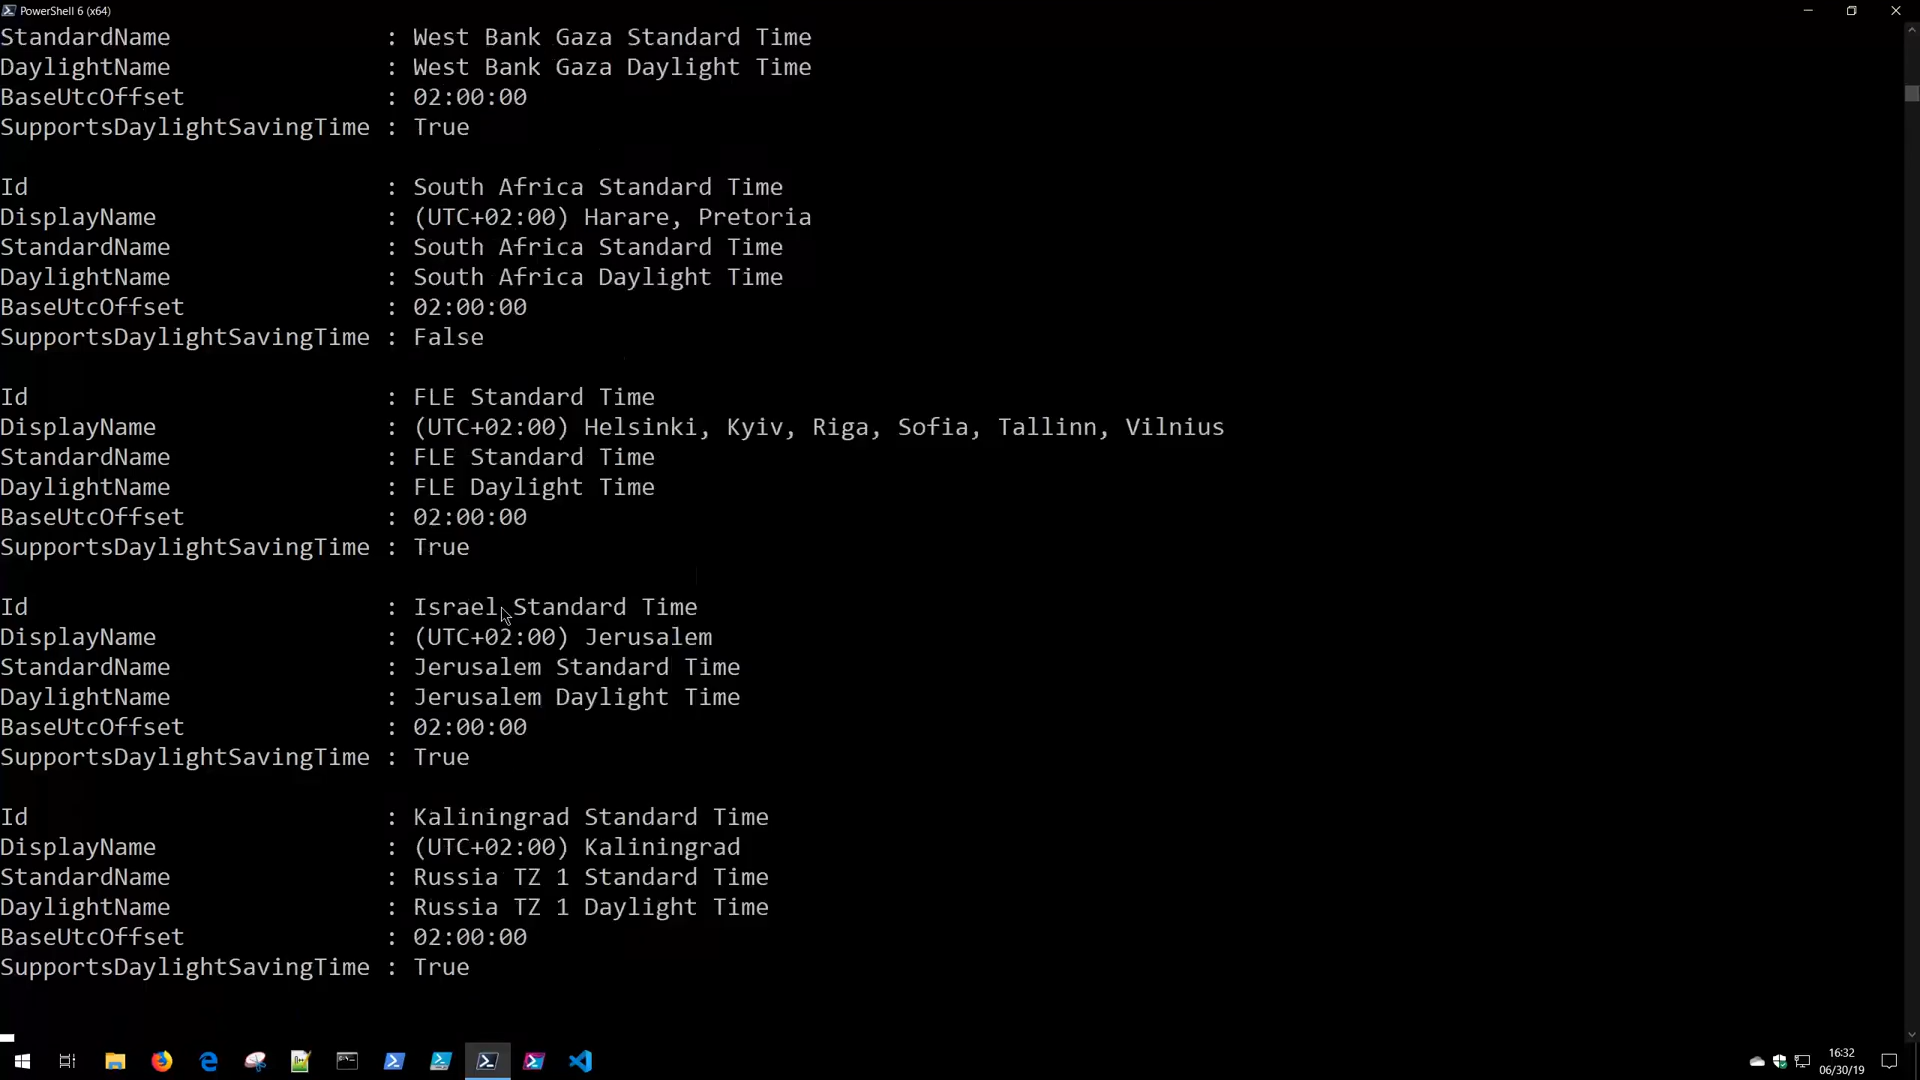 PowerShell 6 (x64)
StandardName : West Bank Gaza Standard Time
DaylightName : West Bank Gaza Daylight Time
BaseUtcOffset : 02:00:00
SupportsDaylightSavingTime : True
Id : South Africa Standard Time
DisplayName : (UTC+02:00) Harare, Pretoria
StandardName : South Africa Standard Time
DaylightName : South Africa Daylight Time
BaseUtcOffset : 02:00:00
SupportsDaylightSavingTime : False
Id : FLE Standard Time
DisplayName : (UTC+02:00) Helsinki, Kyiv, Riga, Sofia, Tallinn, Vilnius
StandardName : FLE Standard Time
DaylightName : FLE Daylight Time
BaseUtcOffset : 02:00:00
SupportsDaylightSavingTime : True
Id : Israel Standard Time
DisplayName : (UTC+02:00) Jerusalem
StandardName : Jerusalem Standard Time
DaylightName : Jerusalem Daylight Time
BaseUtcOffset : 02:00:00
SupportsDaylightSavingTime : True
Id : Kaliningrad Standard Time
DisplayName : (UTC+02:00) Kaliningrad
StandardName : Russia TZ 1 Standard Time
DaylightName : Russia TZ 1 Daylight Time
BaseUtcOffset : 02:00:00
SupportsDaylightSavingTime : True
16:32
06/30/19